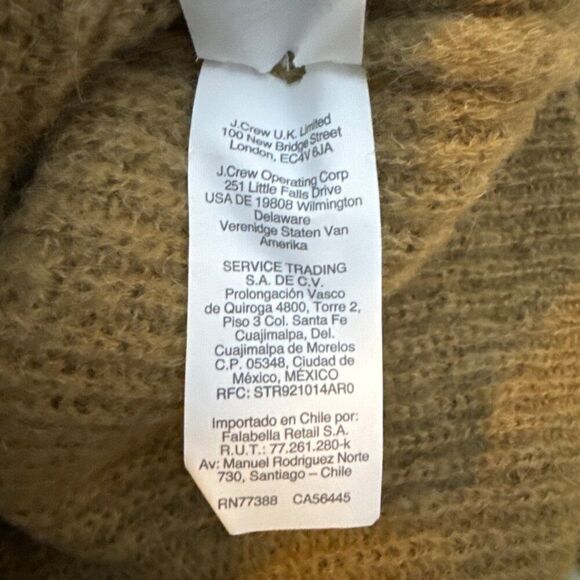 J.Crew U.K. Limited
100 New Bridge Street
London, EC4V 6JA
J.Crew Operating Corp
251 Little Falls Drive
USA DE 19808 Wilmington
Delaware
Verenidge Staten Van
Amerika
SERVICE TRADING
S.A. DE C.V.
Prolongación Vasco
de Quiroga 4800, Torre 2,
Piso 3 Col. Santa Fe
Cuajimalpa, Del.
Cuajimalpa de Morelos
C.P. 05348, Ciudad de
México, MÉXICO
RFC: STR921014AR0
Importado en Chile por:
Falabella Retail S.A.
R.U.T.: 77.261.280-k
Av: Manuel Rodriguez Norte
730, Santiago – Chile
RN77388 CA56445